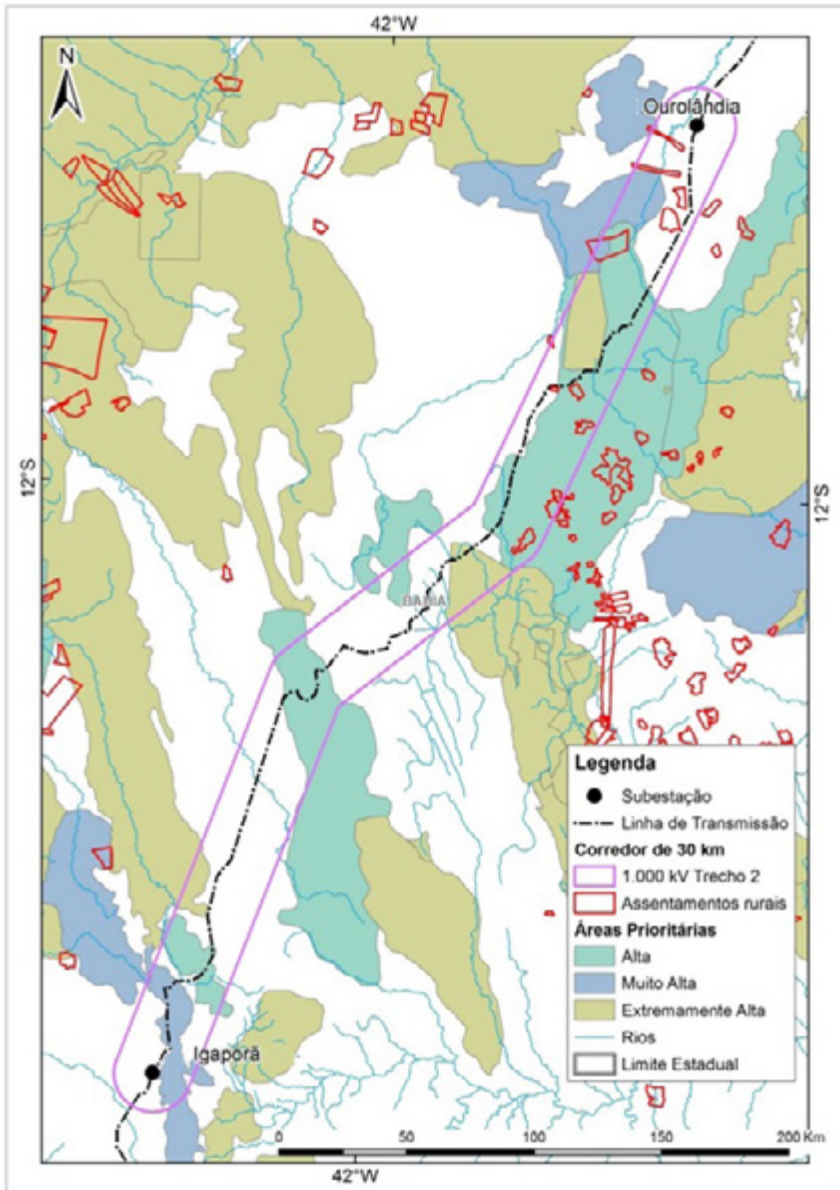 42°W
N
Ourolândia
12°S
12°S
BAHIA
Igaporã
Legenda
Subestação
Linha de Transmissão
Corredor de 30 km
1.000 kV Trecho 2
Assentamentos rurais
Áreas Prioritárias
Alta
Muito Alta
Extremamente Alta
Rios
Limite Estadual
0 50 100 150 200 Km
42°W